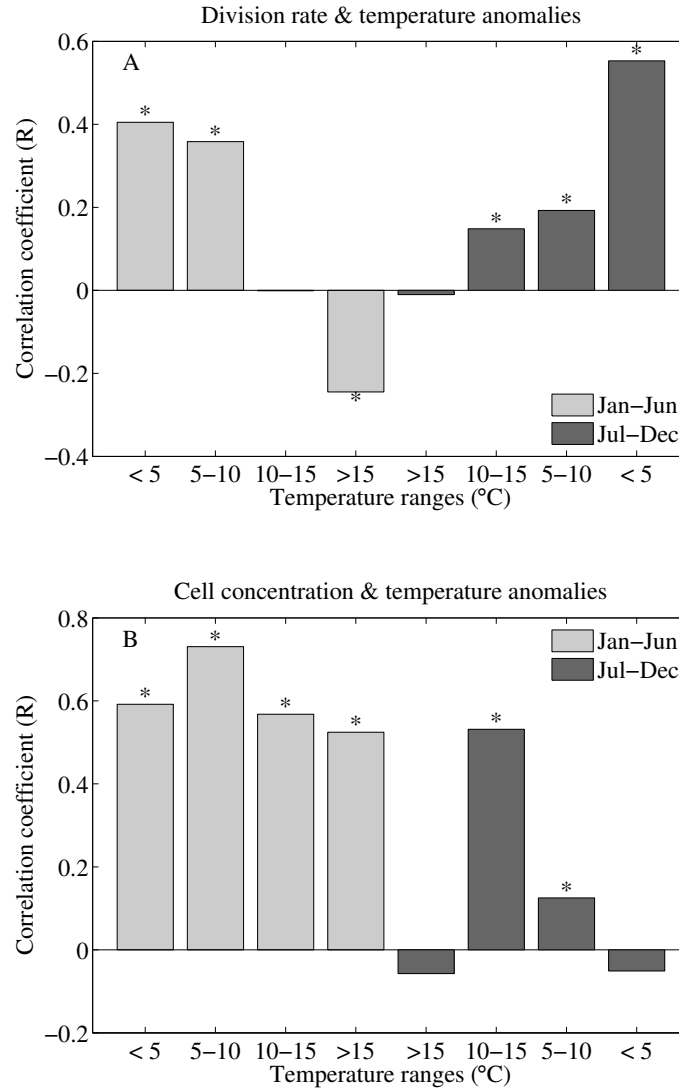 Division rate & temperature anomalies
A
0.6
0.4
0.2
0
−0.2
−0.4
Correlation coefficient (R)
* * * * * * 
Jan−Jun
Jul−Dec
< 5 5−10 10−15 >15 >15 10−15 5−10 < 5
Temperature ranges (°C)
Cell concentration & temperature anomalies
B
0.8
0.6
0.4
0.2
0
−0.2
Correlation coefficient (R)
* * * * * *
Jan−Jun
Jul−Dec
< 5 5−10 10−15 >15 >15 10−15 5−10 < 5
Temperature ranges (°C)